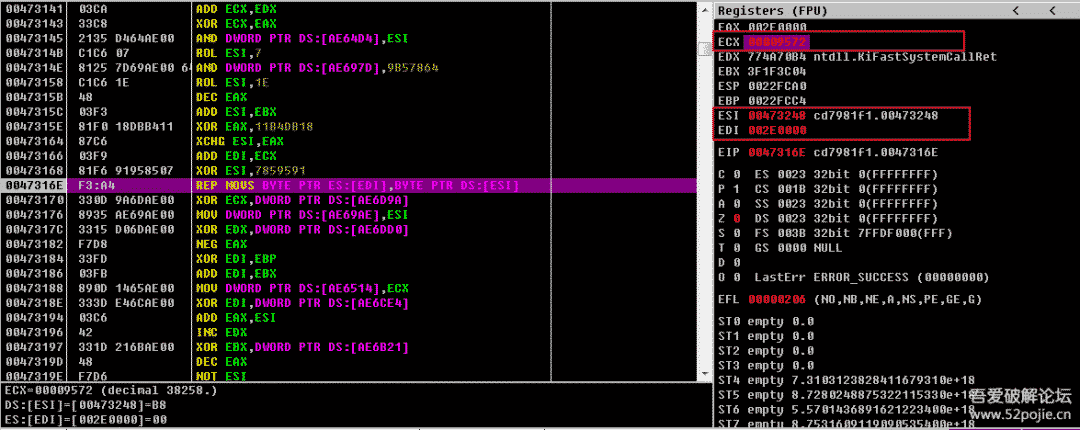 00473141 03CA ADD ECX,EDX
00473143 33C8 XOR ECX,EAX
00473145 2135 D464AE00 AND DWORD PTR DS:[AE64D4],ESI
0047314B C1C6 07 ROL ESI,7
0047314E 8125 7D69AE00 64 AND DWORD PTR DS:[AE697D],9B57864
00473158 C1C6 1E ROL ESI,1E
0047315B 48 DEC EAX
0047315C 03F3 ADD ESI,EBX
0047315E 81F0 18DBB411 XOR EAX,11B4DB18
00473164 87C6 XCHG ESI,EAX
00473166 03F9 ADD EDI,ECX
00473168 81F6 91958507 XOR ESI,7859591
0047316E F3:A4 REP MOVS BYTE PTR ES:[EDI],BYTE PTR DS:[ESI]
00473170 330D 9A6DAE00 XOR ECX,DWORD PTR DS:[AE6D9A]
00473176 8935 AE69AE00 MOV DWORD PTR DS:[AE69AE],ESI
0047317C 3315 D06DAE00 XOR EDX,DWORD PTR DS:[AE6DD0]
00473182 F7D8 NEG EAX
00473184 33FD XOR EDI,EBP
00473186 03FB ADD EDI,EBX
00473188 890D 1465AE00 MOV DWORD PTR DS:[AE6514],ECX
0047318E 333D E46CAE00 XOR EDI,DWORD PTR DS:[AE6CE4]
00473194 03C6 ADD EAX,ESI
00473196 42 INC EDX
00473197 331D 216BAE00 XOR EBX,DWORD PTR DS:[AE6B21]
0047319D 48 DEC EAX
0047319E F7D6 NOT ESI
ECX=00009572 (decimal 38258.)
DS:[ESI]=[00473248]=B8
ES:[EDI]=[002E0000]=00
Registers (FPU) < <
EAX 002E0000
ECX 00009572
EDX 774A70B4 ntdll.KiFastSystemCallRet
EBX 3F1F3C04
ESP 0022FCA0
EBP 0022FCC4
ESI 00473248 cd7981f1.00473248
EDI 002E0000
EIP 0047316E cd7981f1.0047316E
C 0 ES 0023 32bit 0(FFFFFFFF)
P 1 CS 001B 32bit 0(FFFFFFFF)
A 0 SS 0023 32bit 0(FFFFFFFF)
Z 0 DS 0023 32bit 0(FFFFFFFF)
S 0 FS 003B 32bit 7FFDF000(FFF)
T 0 GS 0000 NULL
D 0
O 0 LastErr ERROR_SUCCESS (00000000)
EFL 00000206 (NO,NB,NE,A,NS,PE,GE,G)
ST0 empty 0.0
ST1 empty 0.0
ST2 empty 0.0
ST3 empty 0.0
ST4 empty 7.3103123828411679310e+18
ST5 empty 8.7280248875322115330e+18
ST6 empty 5.5701436891621223400e+18
ST7 empty 8.7531609119090535400e+18
吾爱破解论坛
www.52pojie.cn